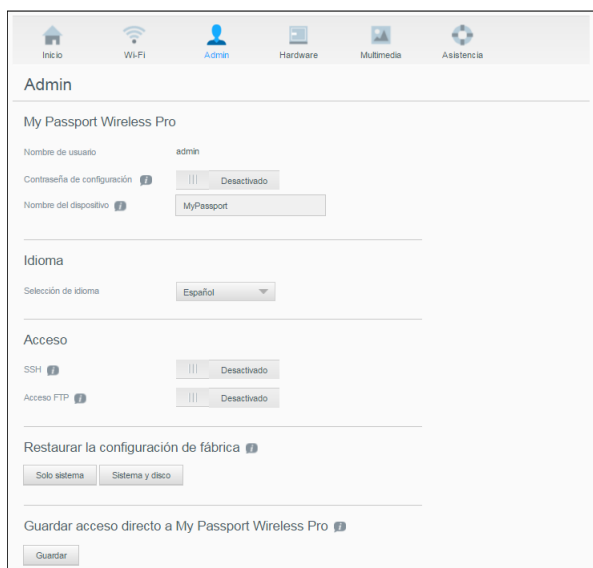 Inicio Wi-Fi Admin Hardware Multimedia Asistencia
Admin
My Passport Wireless Pro
Nombre de usuario admin
Contraseña de configuración i Desactivado
Nombre del dispositivo i MyPassport
Idioma
Selección de idioma Español
Acceso
SSH i Desactivado
Acceso FTP i Desactivado
Restaurar la configuración de fábrica i
Solo sistema Sistema y disco
Guardar acceso directo a My Passport Wireless Pro i
Guardar